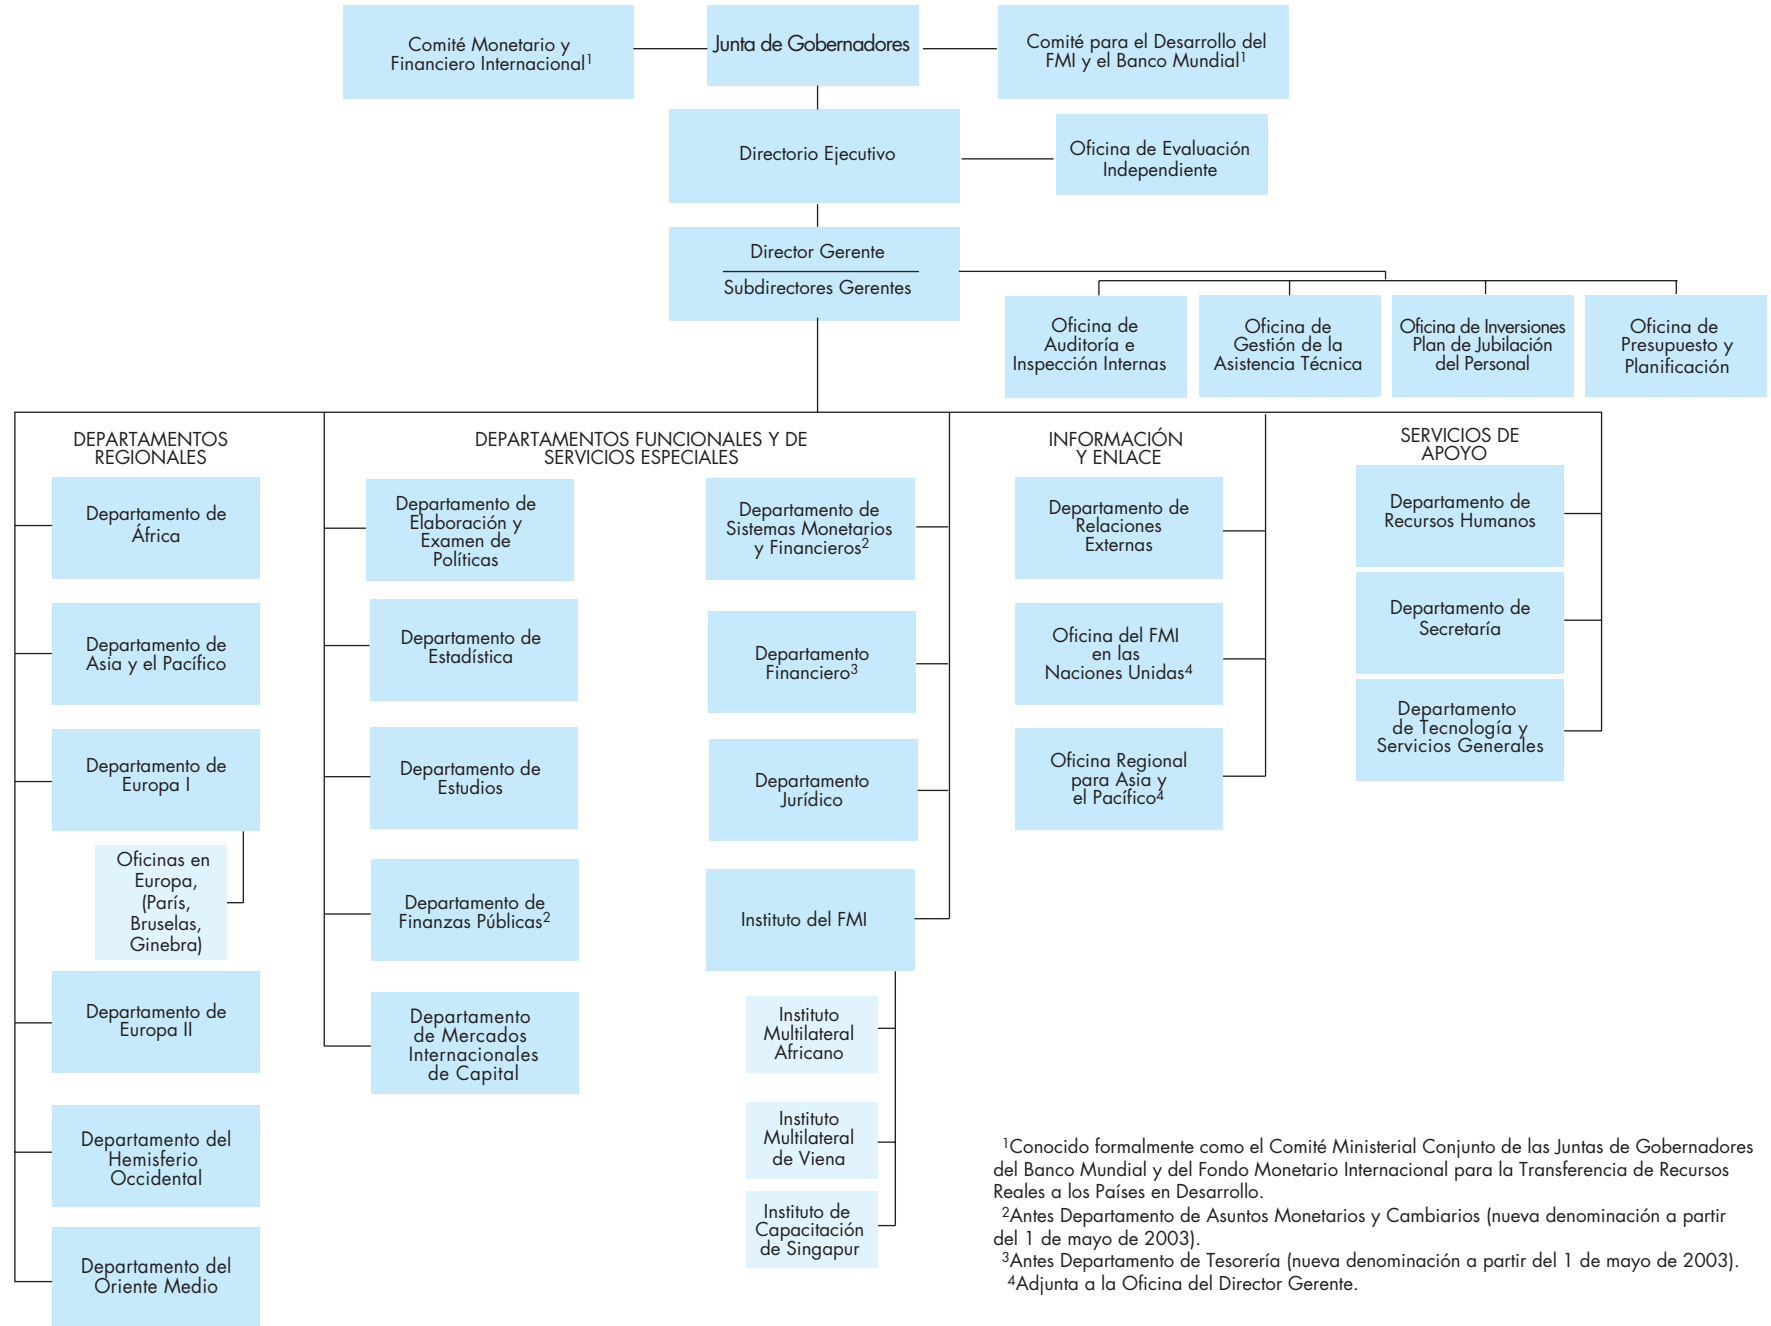 Comité Monetario y
Financiero Internacional1
Junta de Gobernadores
Comité para el Desarrollo del
FMI y el Banco Mundial1
Directorio Ejecutivo
Oficina de Evaluación
Independiente
Director Gerente
Subdirectores Gerentes
Oficina de
Auditoría e
Inspección Internas
Oficina de
Gestión de la
Asistencia Técnica
Oficina de Inversiones
Plan de Jubilación
del Personal
Oficina de
Presupuesto y
Planificación
DEPARTAMENTOS
REGIONALES
Departamento de
África
Departamento de
Asia y el Pacífico
Departamento de
Europa I
Oficinas en
Europa,
(París,
Bruselas,
Ginebra)
Departamento de
Europa II
Departamento del
Hemisferio
Occidental
Departamento del
Oriente Medio
DEPARTAMENTOS FUNCIONALES Y DE
SERVICIOS ESPECIALES
Departamento de
Elaboración y
Examen de
Políticas
Departamento de
Estadística
Departamento de
Estudios
Departamento de
Finanzas Públicas2
Departamento
de Mercados
Internacionales
de Capital
Departamento de
Sistemas Monetarios
y Financieros2
Departamento
Financiero3
Departamento
Jurídico
Instituto del FMI
Instituto
Multilateral
Africano
Instituto
Multilateral
de Viena
Instituto de
Capacitación
de Singapur
INFORMACIÓN
Y ENLACE
Departamento de
Relaciones
Externas
Oficina del FMI
en las
Naciones Unidas4
Oficina Regional
para Asia y
el Pacífico4
SERVICIOS DE
APOYO
Departamento de
Recursos Humanos
Departamento de
Secretaría
Departamento
de Tecnología y
Servicios Generales
1Conocido formalmente como el Comité Ministerial Conjunto de las Juntas de Gobernadores
del Banco Mundial y del Fondo Monetario Internacional para la Transferencia de Recursos
Reales a los Países en Desarrollo.
2Antes Departamento de Asuntos Monetarios y Cambiarios (nueva denominación a partir
del 1 de mayo de 2003).
3Antes Departamento de Tesorería (nueva denominación a partir del 1 de mayo de 2003).
4Adjunta a la Oficina del Director Gerente.